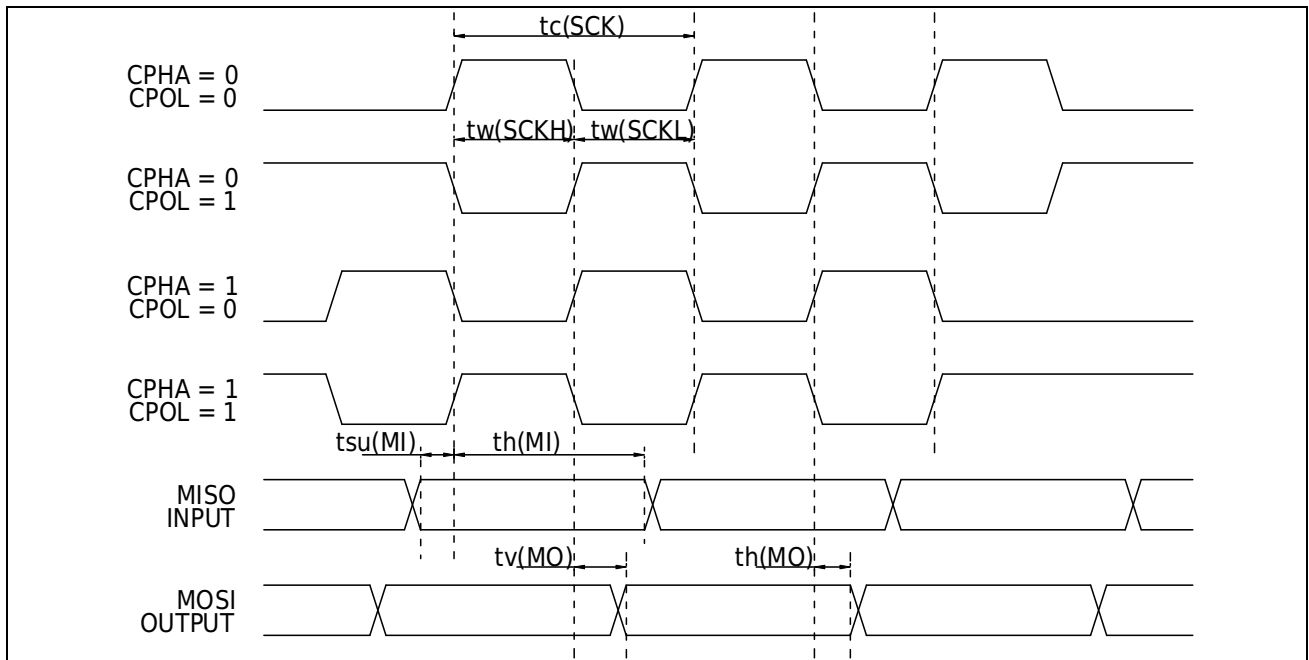 tc(SCK)
CPHA = 0
CPOL = 0
tw(SCKH) tw(SCKL)
CPHA = 0
CPOL = 1
CPHA = 1
CPOL = 0
CPHA = 1
CPOL = 1
tsu(MI) th(MI)
MISO
INPUT
tv(MO) th(MO)
MOSI
OUTPUT